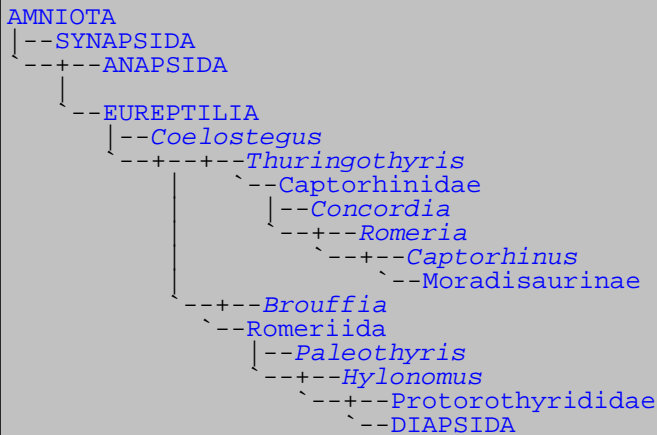 AMNIOTA
|--SYNAPSIDA
`--+--ANAPSIDA
   |
   `--EUREPTILIA
      |--Coelostegus
      `--+--+--Thuringothyris
         |  `--Captorhinidae
         |     |--Concordia
         |     `--+--Romeria
         |        `--+--Captorhinus
         |           `--Moradisaurinae
         `--+--Brouffia
            `--Romeriida
               |--Paleothyris
               `--+--Hylonomus
                  `--+--Protorothyrididae
                     `--DIAPSIDA